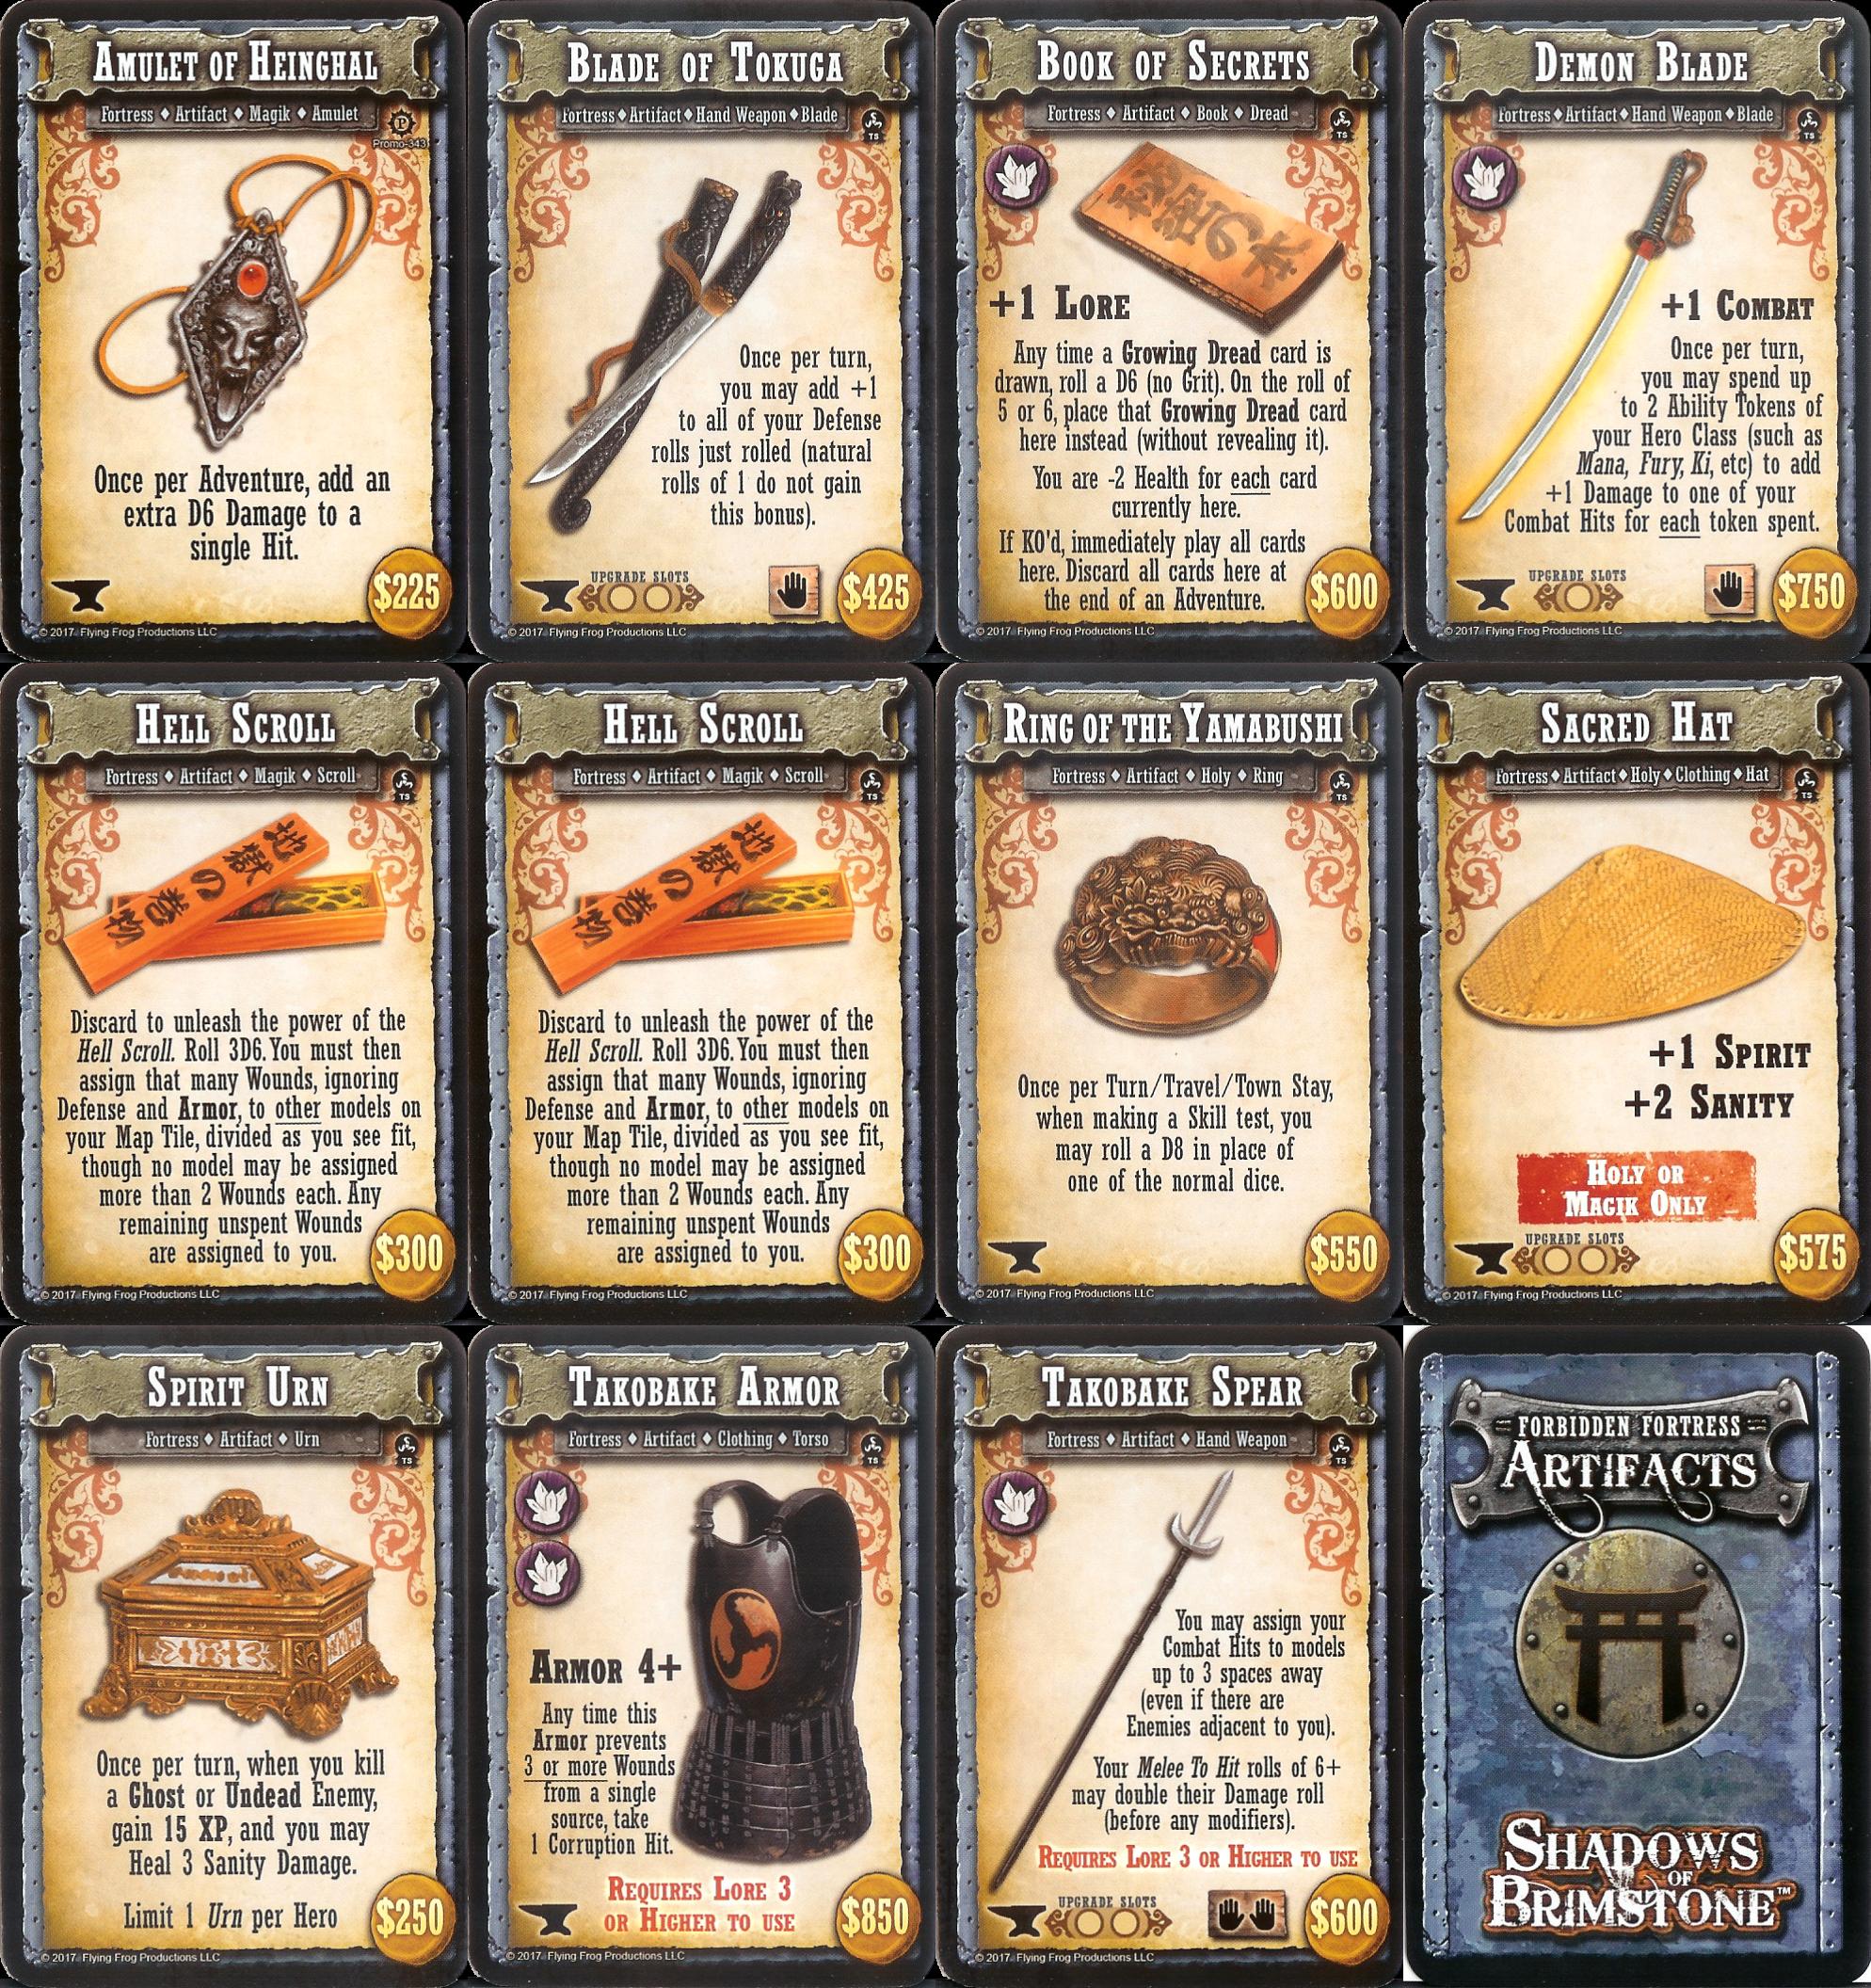 AMULET OF HEINGHAL
Fortress ♦ Artifact ♦ Magik ♦ Amulet
P
Promo-343
Once per Adventure, add an
extra D6 Damage to a
single Hit.
$225
© 2017 Flying Frog Productions LLC
BLADE OF TOKUGA
Fortress♦Artifact♦Hand Weapon♦Blade
TS
Once per turn,
you may add +1
to all of your Defense
rolls just rolled (natural
rolls of 1 do not gain
this bonus).
UPGRADE SLOTS
$425
© 2017 Flying Frog Productions LLC
BOOK OF SECRETS
Fortress ♦ Artifact ♦ Book ♦ Dread
TS
+1 LORE
Any time a Growing Dread card is
drawn, roll a D6 (no Grit). On the roll of
5 or 6, place that Growing Dread card
here instead (without revealing it).
You are -2 Health for each card
currently here.
If KO'd, immediately play all cards
here. Discard all cards here at
the end of an Adventure.
$600
© 2017 Flying Frog Productions LLC
DEMON BLADE
Fortress♦Artifact♦Hand Weapon♦Blade
TS
+1 COMBAT
Once per turn,
you may spend up
to 2 Ability Tokens of
your Hero Class (such as
Mana, Fury, Ki, etc) to add
+1 Damage to one of your
Combat Hits for each token spent.
UPGRADE SLOTS
$750
© 2017 Flying Frog Productions LLC
HELL SCROLL
Fortress ♦ Artifact ♦ Magik ♦ Scroll
TS
地獄の巻物
Discard to unleash the power of the
Hell Scroll. Roll 3D6. You must then
assign that many Wounds, ignoring
Defense and Armor, to other models on
your Map Tile, divided as you see fit,
though no model may be assigned
more than 2 Wounds each. Any
remaining unspent Wounds
are assigned to you.
$300
© 2017 Flying Frog Productions LLC
HELL SCROLL
Fortress ♦ Artifact ♦ Magik ♦ Scroll
TS
地獄の巻物
Discard to unleash the power of the
Hell Scroll. Roll 3D6. You must then
assign that many Wounds, ignoring
Defense and Armor, to other models on
your Map Tile, divided as you see fit,
though no model may be assigned
more than 2 Wounds each. Any
remaining unspent Wounds
are assigned to you.
$300
© 2017 Flying Frog Productions LLC
RING OF THE YAMABUSHI
Fortress ♦ Artifact ♦ Holy ♦ Ring
TS
Once per Turn/Travel/Town Stay,
when making a Skill test, you
may roll a D8 in place of
one of the normal dice.
$550
© 2017 Flying Frog Productions LLC
SACRED HAT
Fortress♦Artifact♦Holy♦Clothing♦Hat
TS
+1 SPIRIT
+2 SANITY
HOLY OR
MAGIK ONLY
UPGRADE SLOTS
$575
© 2017 Flying Frog Productions LLC
SPIRIT URN
Fortress ♦ Artifact ♦ Urn
TS
Once per turn, when you kill
a Ghost or Undead Enemy,
gain 15 XP, and you may
Heal 3 Sanity Damage.
Limit 1 Urn per Hero
$250
© 2017 Flying Frog Productions LLC
TAKOBAKE ARMOR
Fortress ♦ Artifact ♦ Clothing ♦ Torso
TS
ARMOR 4+
Any time this
Armor prevents
3 or more Wounds
from a single
source, take
1 Corruption Hit.
REQUIRES LORE 3
OR HIGHER TO USE
$850
© 2017 Flying Frog Productions LLC
TAKOBAKE SPEAR
Fortress ♦ Artifact ♦ Hand Weapon
TS
You may assign your
Combat Hits to models
up to 3 spaces away
(even if there are
Enemies adjacent to you).
Your Melee To Hit rolls of 6+
may double their Damage roll
(before any modifiers).
REQUIRES LORE 3 OR HIGHER TO USE
UPGRADE SLOTS
$600
© 2017 Flying Frog Productions LLC
FORBIDDEN FORTRESS
ARTIFACTS
SHADOWS
OF
BRIMSTONE™